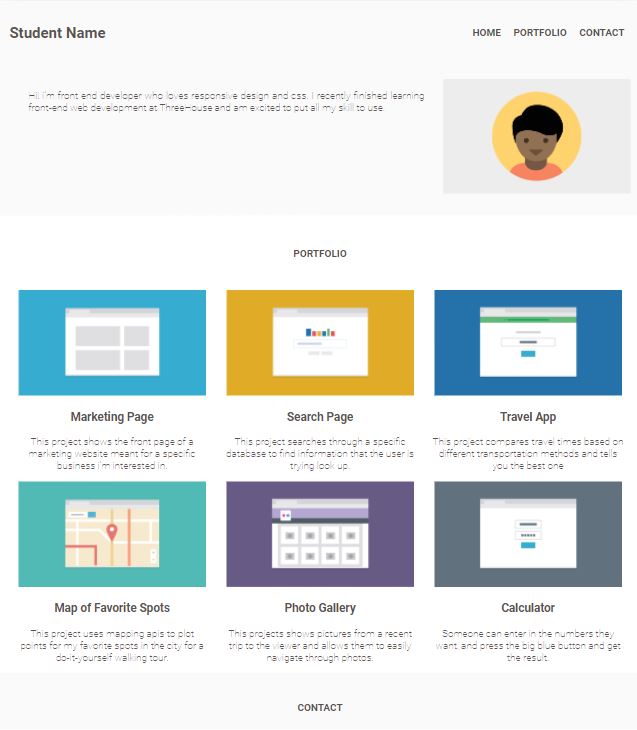 Student Name
HOME PORTFOLIO CONTACT
Hi! i'm front end developer who loves responsive design and css. I recently finished learning
front-end web development at ThreeHouse and am excited to put all my skill to use.
PORTFOLIO
Marketing Page
This project shows the front page of a
marketing website meant for a specific
business i'm interested in.
Search Page
This project searches through a specific
database to find information that the user is
trying look up.
Travel App
This project compares travel times based on
different transportation methods and tells
you the best one
Map of Favorite Spots
This project uses mapping apis to plot
points for my favorite spots in the city for a
do-it-yourself walking tour.
Photo Gallery
This projects shows pictures from a recent
trip to the viewer and allows them to easily
navigate through photos.
Calculator
Someone can enter in the numbers they
want, and press the big blue button and get
the result.
CONTACT